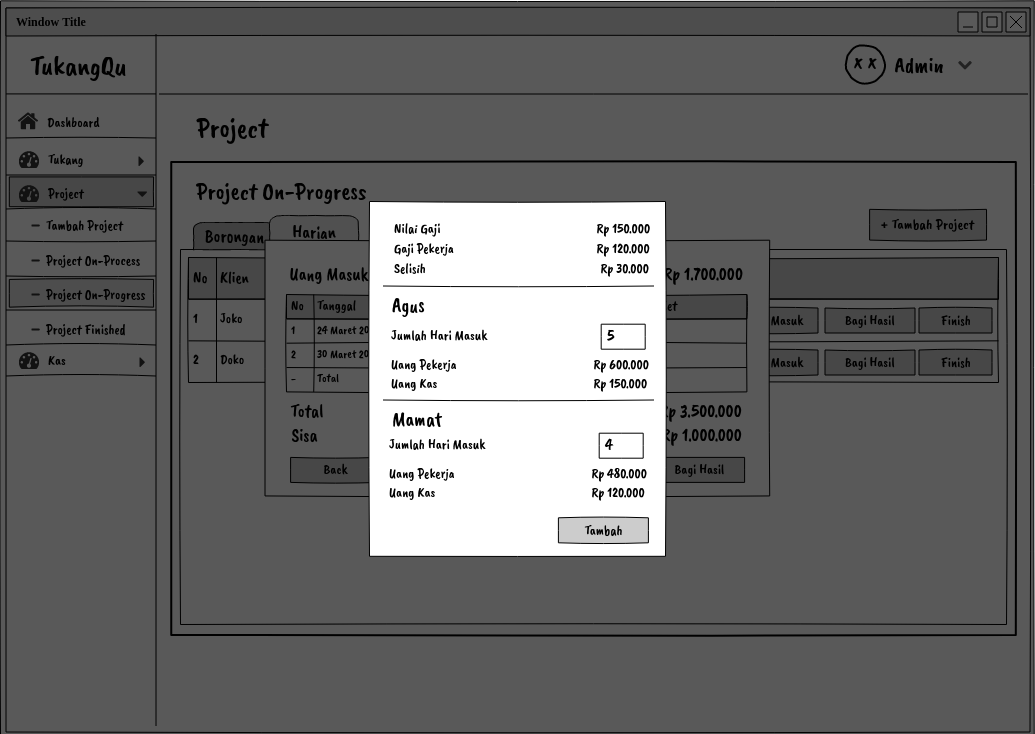 Window Title
TukangQu
Admin
Dashboard
Tukang
Project
— Tambah Project
— Project On-Process
— Project On-Progress
— Project Finished
Kas
Project
Project On-Progress
+ Tambah Project
Borongan
Harian
No Klien
1 Joko
2 Doko
Masuk Bagi Hasil Finish
Masuk Bagi Hasil Finish
Uang Masuk Rp 1.700.000
No Tanggal
1 24 Maret 20
2 30 Maret 20
- Total
Total Rp 3.500.000
Sisa Rp 1.000.000
Back Bagi Hasil
Nilai Gaji Rp 150.000
Gaji Pekerja Rp 120.000
Selisih Rp 30.000
Agus
Jumlah Hari Masuk 5
Uang Pekerja Rp 600.000
Uang Kas Rp 150.000
Mamat
Jumlah Hari Masuk 4
Uang Pekerja Rp 480.000
Uang Kas Rp 120.000
Tambah